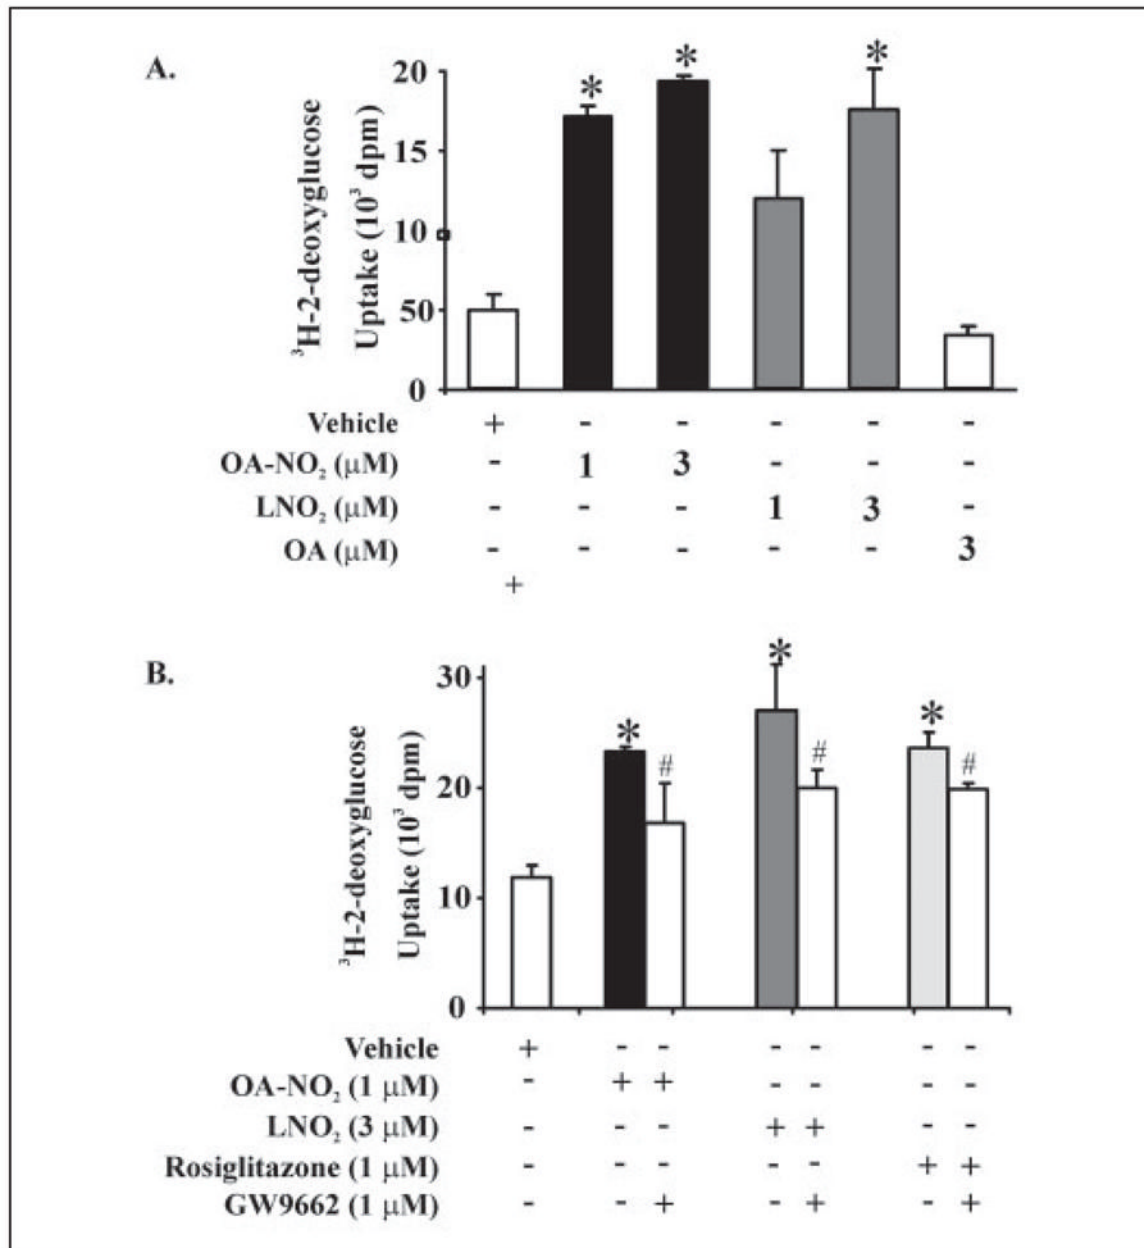 A.
³H-2-deoxyglucose
Uptake (10³ dpm)
20
15
10
50
0
* * *
Vehicle + - - - - -
OA-NO₂ (μM) - 1 3 - - -
LNO₂ (μM) - - - 1 3 -
OA (μM) - - - - - 3
+
B.
³H-2-deoxyglucose
Uptake (10³ dpm)
30
20
10
0
* # * # * #
Vehicle + - - - - - -
OA-NO₂ (1 μM) - + + - - - -
LNO₂ (3 μM) - - - + + - -
Rosiglitazone (1 μM) - - - - - + +
GW9662 (1 μM) - - + - + - +